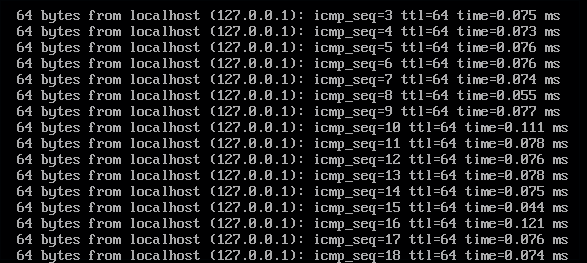 64 bytes from localhost (127.0.0.1): icmp_seq=3 ttl=64 time=0.075 ms
64 bytes from localhost (127.0.0.1): icmp_seq=4 ttl=64 time=0.073 ms
64 bytes from localhost (127.0.0.1): icmp_seq=5 ttl=64 time=0.076 ms
64 bytes from localhost (127.0.0.1): icmp_seq=6 ttl=64 time=0.076 ms
64 bytes from localhost (127.0.0.1): icmp_seq=7 ttl=64 time=0.074 ms
64 bytes from localhost (127.0.0.1): icmp_seq=8 ttl=64 time=0.055 ms
64 bytes from localhost (127.0.0.1): icmp_seq=9 ttl=64 time=0.077 ms
64 bytes from localhost (127.0.0.1): icmp_seq=10 ttl=64 time=0.111 ms
64 bytes from localhost (127.0.0.1): icmp_seq=11 ttl=64 time=0.078 ms
64 bytes from localhost (127.0.0.1): icmp_seq=12 ttl=64 time=0.076 ms
64 bytes from localhost (127.0.0.1): icmp_seq=13 ttl=64 time=0.078 ms
64 bytes from localhost (127.0.0.1): icmp_seq=14 ttl=64 time=0.075 ms
64 bytes from localhost (127.0.0.1): icmp_seq=15 ttl=64 time=0.044 ms
64 bytes from localhost (127.0.0.1): icmp_seq=16 ttl=64 time=0.121 ms
64 bytes from localhost (127.0.0.1): icmp_seq=17 ttl=64 time=0.076 ms
64 bytes from localhost (127.0.0.1): icmp_seq=18 ttl=64 time=0.074 ms